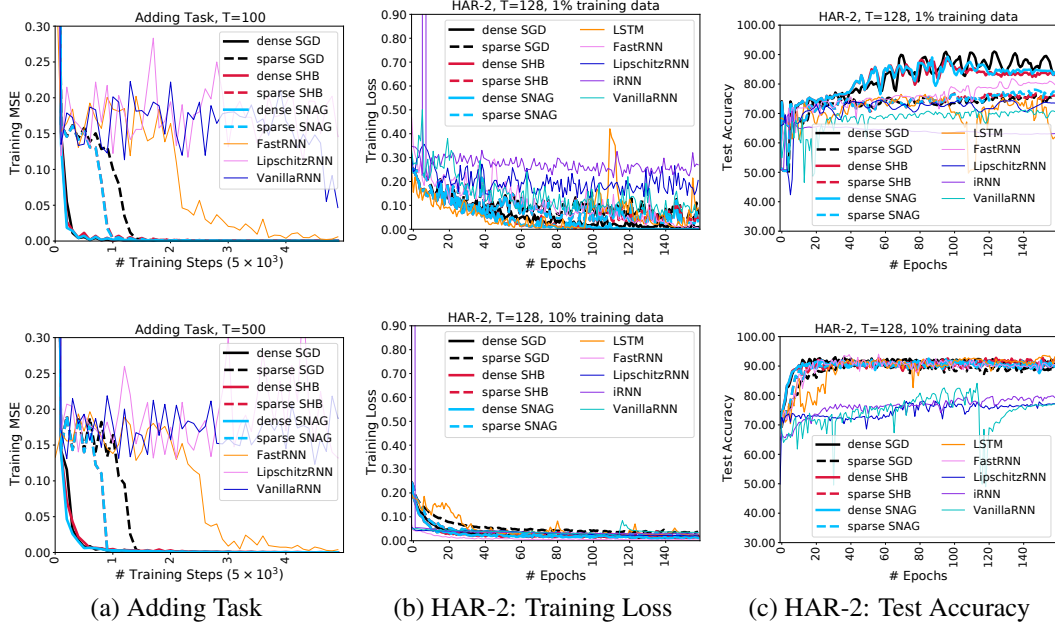 Adding Task, T=100
0.30
0.25
0.20
0.15
0.10
0.05
0.00
Training MSE
dense SGD
sparse SGD
dense SHB
sparse SHB
dense SNAG
sparse SNAG
FastRNN
LipschitzRNN
VanillaRNN
0
1
2
3
4
# Training Steps (5 × 10³)
HAR-2, T=128, 1% training data
0.90
0.80
0.70
0.60
0.50
0.40
0.30
0.20
0.10
0.00
Training Loss
dense SGD
sparse SGD
dense SHB
sparse SHB
dense SNAG
sparse SNAG
LSTM
FastRNN
LipschitzRNN
iRNN
VanillaRNN
0
20
40
60
80
100
120
140
# Epochs
HAR-2, T=128, 1% training data
100.00
90.00
80.00
70.00
60.00
50.00
40.00
30.00
Test Accuracy
dense SGD
sparse SGD
dense SHB
sparse SHB
dense SNAG
sparse SNAG
LSTM
FastRNN
LipschitzRNN
iRNN
VanillaRNN
0
20
40
60
80
100
120
140
# Epochs
Adding Task, T=500
0.30
0.25
0.20
0.15
0.10
0.05
0.00
Training MSE
dense SGD
sparse SGD
dense SHB
sparse SHB
dense SNAG
sparse SNAG
FastRNN
LipschitzRNN
VanillaRNN
0
1
2
3
4
# Training Steps (5 × 10³)
HAR-2, T=128, 10% training data
0.90
0.80
0.70
0.60
0.50
0.40
0.30
0.20
0.10
0.00
Training Loss
dense SGD
sparse SGD
dense SHB
sparse SHB
dense SNAG
sparse SNAG
LSTM
FastRNN
LipschitzRNN
iRNN
VanillaRNN
0
20
40
60
80
100
120
140
# Epochs
HAR-2, T=128, 10% training data
100.00
90.00
80.00
70.00
60.00
50.00
40.00
30.00
Test Accuracy
dense SGD
sparse SGD
dense SHB
sparse SHB
dense SNAG
sparse SNAG
LSTM
FastRNN
LipschitzRNN
iRNN
VanillaRNN
0
20
40
60
80
100
120
140
# Epochs
(a) Adding Task
(b) HAR-2: Training Loss
(c) HAR-2: Test Accuracy